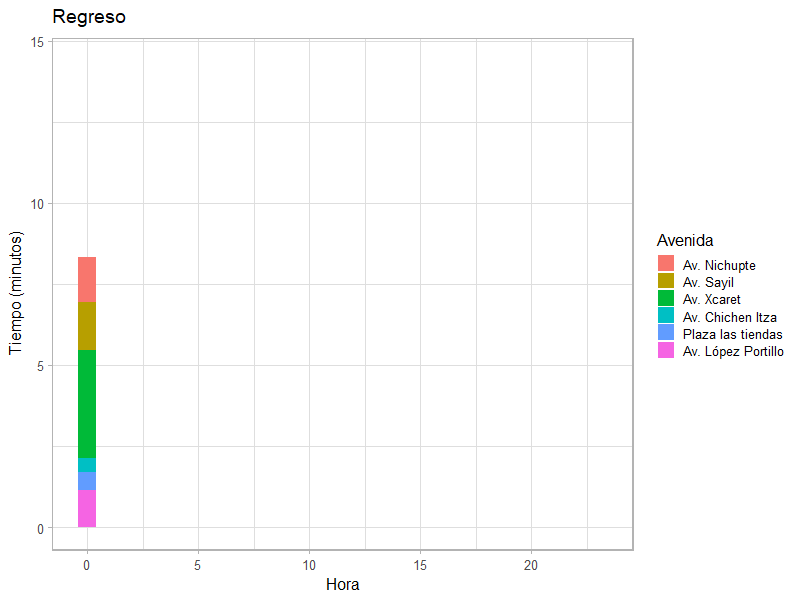 Regreso
15
10
5
0
Tiempo (minutos)
0 5 10 15 20
Hora
Avenida
Av. Nichupte
Av. Sayil
Av. Xcaret
Av. Chichen Itza
Plaza las tiendas
Av. López Portillo